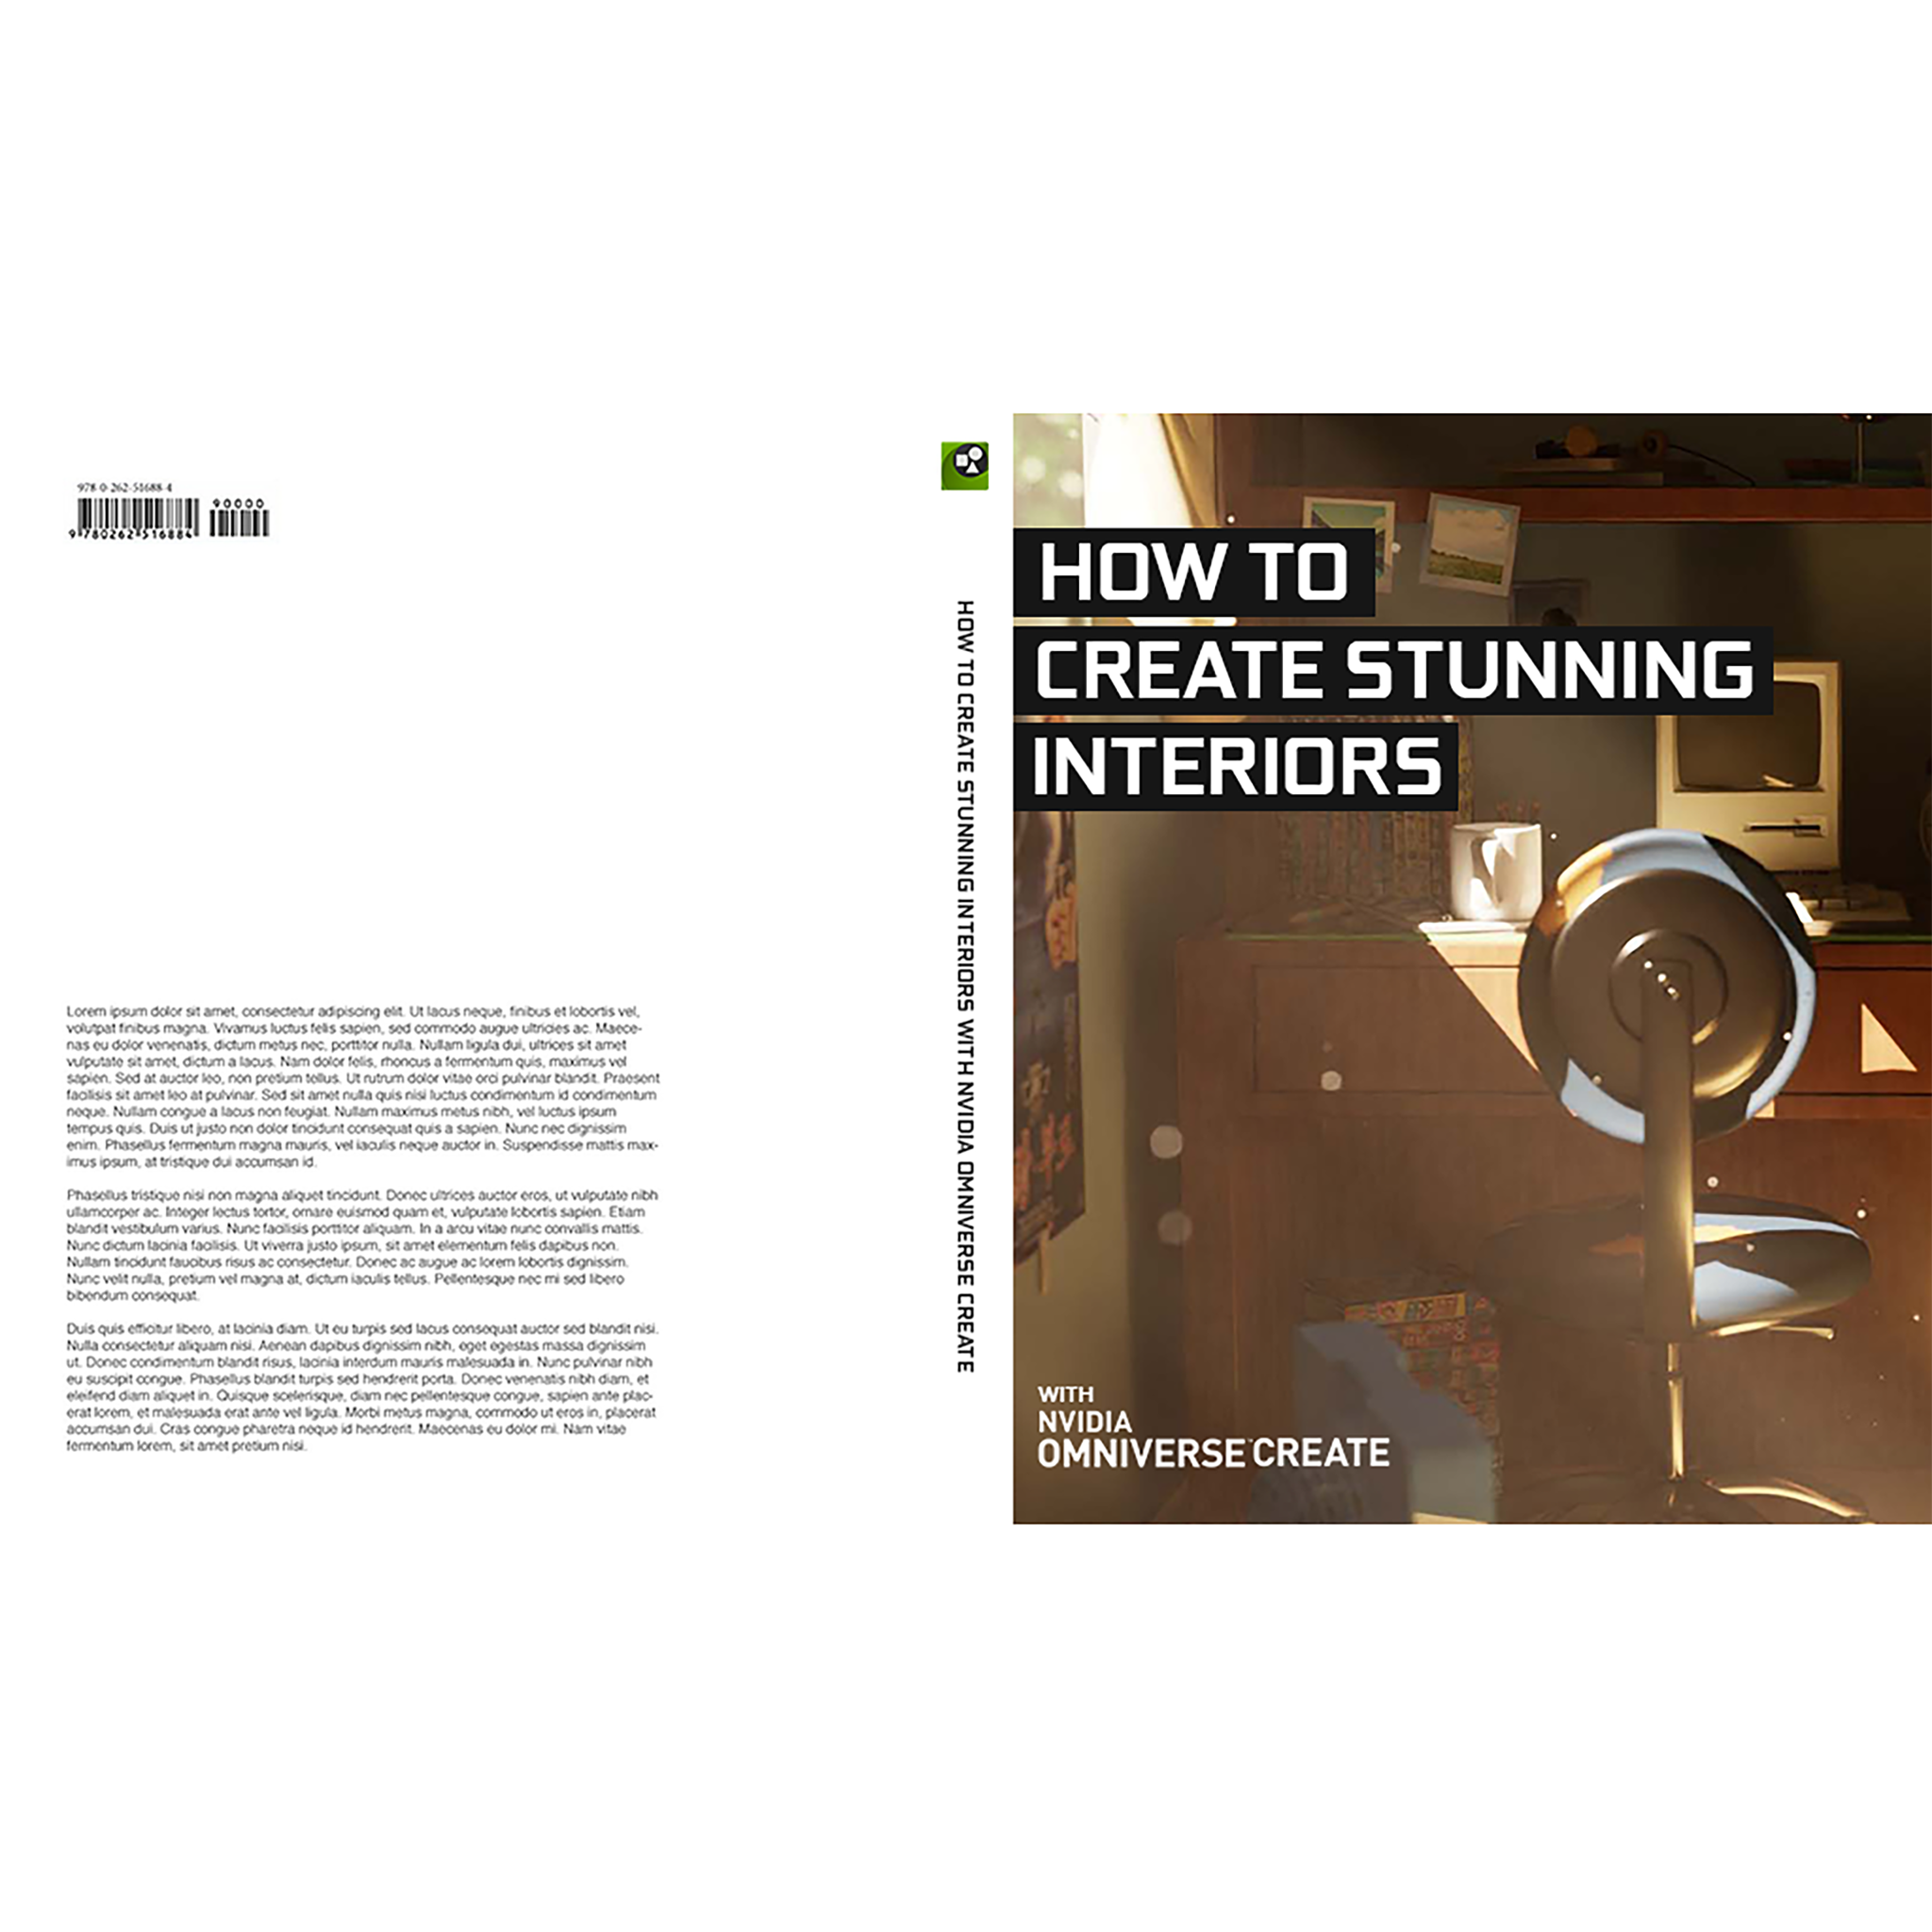 978-0-262-51688-4
90000
9 780262 516884
Lorem ipsum dolor sit amet, consectetur adipiscing elit. Ut lacus neque, finibus et lobortis vel,
volutpat finibus magna. Vivamus luctus felis sapien, sed commodo augue ultricies ac. Maece-
nas eu dolor venenatis, dictum metus nec, porttitor nulla. Nullam ligula dui, ultrices sit amet
vulputate sit amet, dictum a lacus. Nam dolor felis, rhoncus a fermentum quis, maximus vel
sapien. Sed at auctor leo, non pretium tellus. Ut rutrum dolor vitae orci pulvinar blandit. Praesent
facilisis sit amet leo at pulvinar. Sed sit amet nulla quis nisi luctus condimentum id condimentum
neque. Nullam congue a lacus non feugiat. Nullam maximus metus nibh, vel luctus ipsum
tempus quis. Duis ut justo non dolor tincidunt consequat quis a sapien. Nunc nec dignissim
enim. Phasellus fermentum magna mauris, vel iaculis neque auctor in. Suspendisse mattis max-
imus ipsum, at tristique dui accumsan id.
Phasellus tristique nisi non magna aliquet tincidunt. Donec ultrices auctor eros, ut vulputate nibh
ullamcorper ac. Integer lectus tortor, ornare euismod quam et, vulputate lobortis sapien. Etiam
blandit vestibulum varius. Nunc facilisis porttitor aliquam. In a arcu vitae nunc convallis mattis.
Nunc dictum lacinia facilisis. Ut viverra justo ipsum, sit amet elementum felis dapibus non.
Nullam tincidunt faucibus risus ac consectetur. Donec ac augue ac lorem lobortis dignissim.
Nunc velit nulla, pretium vel magna at, dictum iaculis tellus. Pellentesque nec mi sed libero
bibendum consequat.
Duis quis efficitur libero, at lacinia diam. Ut eu turpis sed lacus consequat auctor sed blandit nisi.
Nulla consectetur aliquam nisi. Aenean dapibus dignissim nibh, eget egestas massa dignissim
ut. Donec condimentum blandit risus, lacinia interdum mauris malesuada in. Nunc pulvinar nibh
eu suscipit congue. Phasellus blandit turpis sed hendrerit porta. Donec venenatis nibh diam, et
eleifend diam aliquet in. Quisque scelerisque, diam nec pellentesque congue, sapien ante plac-
erat lorem, et malesuada erat ante vel ligula. Morbi metus magna, commodo ut eros in, placerat
accumsan dui. Cras congue pharetra neque id hendrerit. Maecenas eu dolor mi. Nam vitae
fermentum lorem, sit amet pretium nisi.
HOW TO CREATE STUNNING INTERIORS WITH NVIDIA OMNIVERSE CREATE
HOW TO
CREATE STUNNING
INTERIORS
WITH
NVIDIA
OMNIVERSE™CREATE